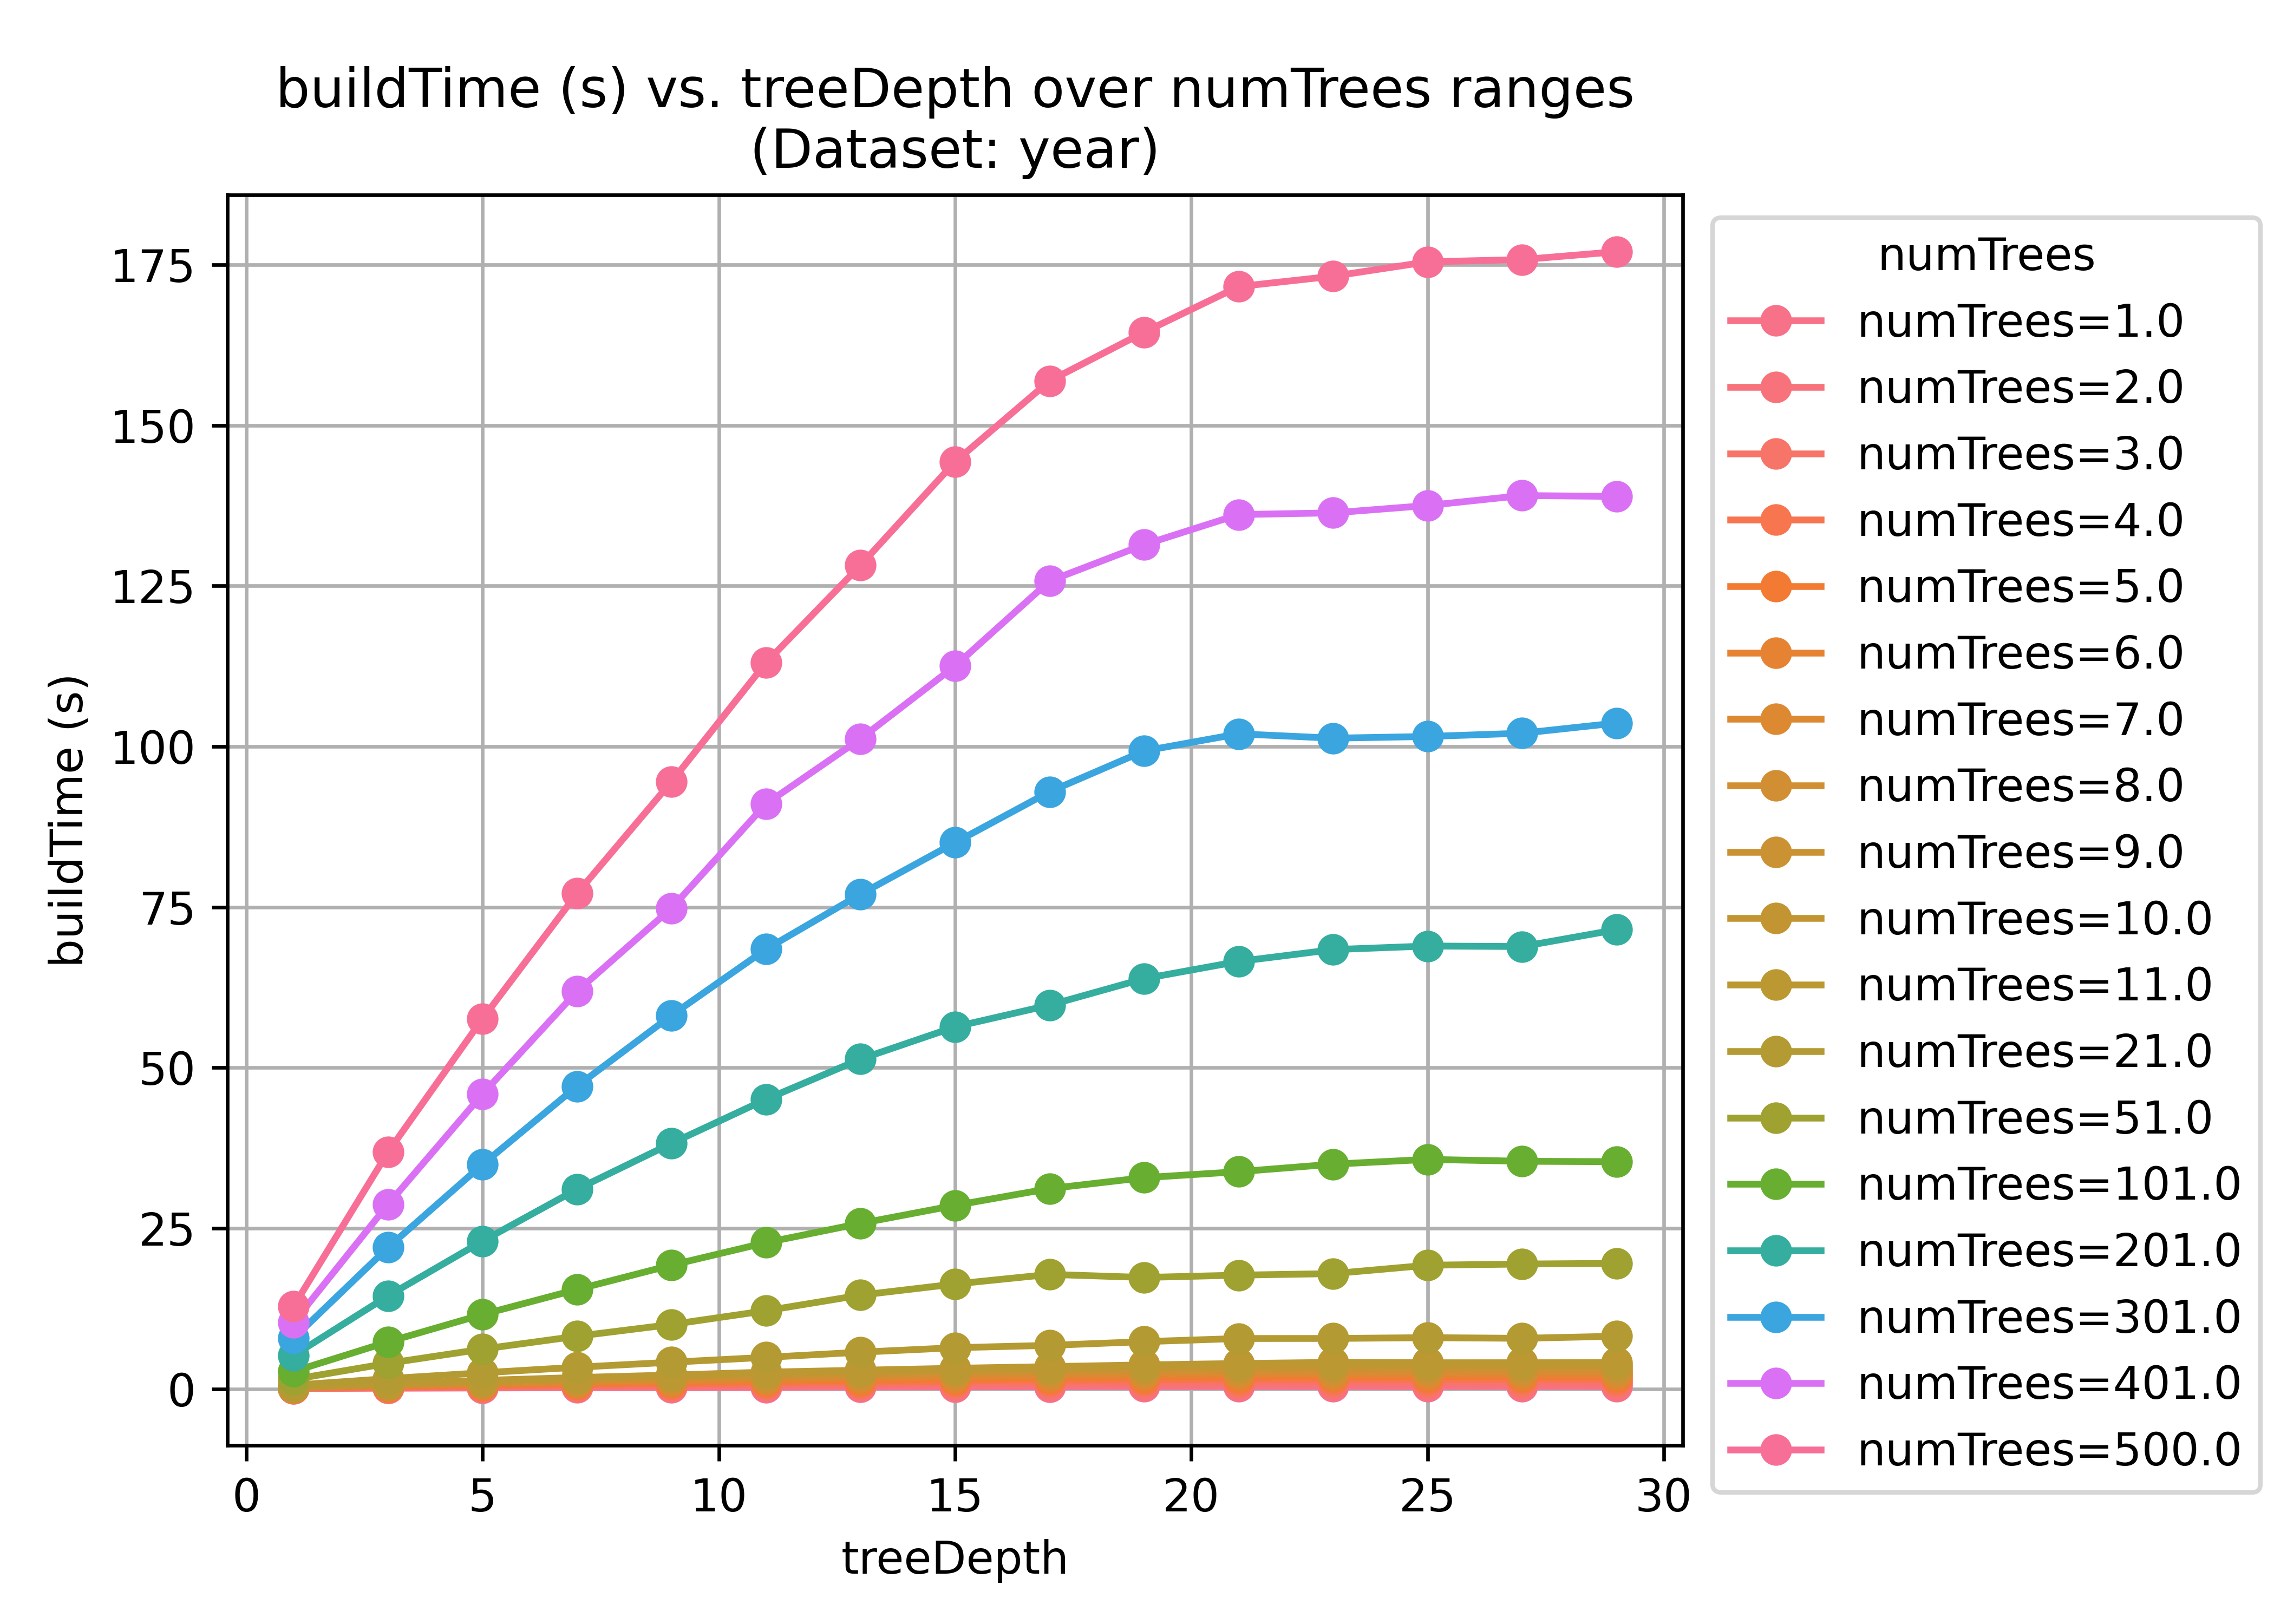 buildTime (s) vs. treeDepth over numTrees ranges
(Dataset: year)
buildTime (s)
175
150
125
100
75
50
25
0
0 5 10 15 20 25 30
treeDepth
numTrees
numTrees=1.0
numTrees=2.0
numTrees=3.0
numTrees=4.0
numTrees=5.0
numTrees=6.0
numTrees=7.0
numTrees=8.0
numTrees=9.0
numTrees=10.0
numTrees=11.0
numTrees=21.0
numTrees=51.0
numTrees=101.0
numTrees=201.0
numTrees=301.0
numTrees=401.0
numTrees=500.0